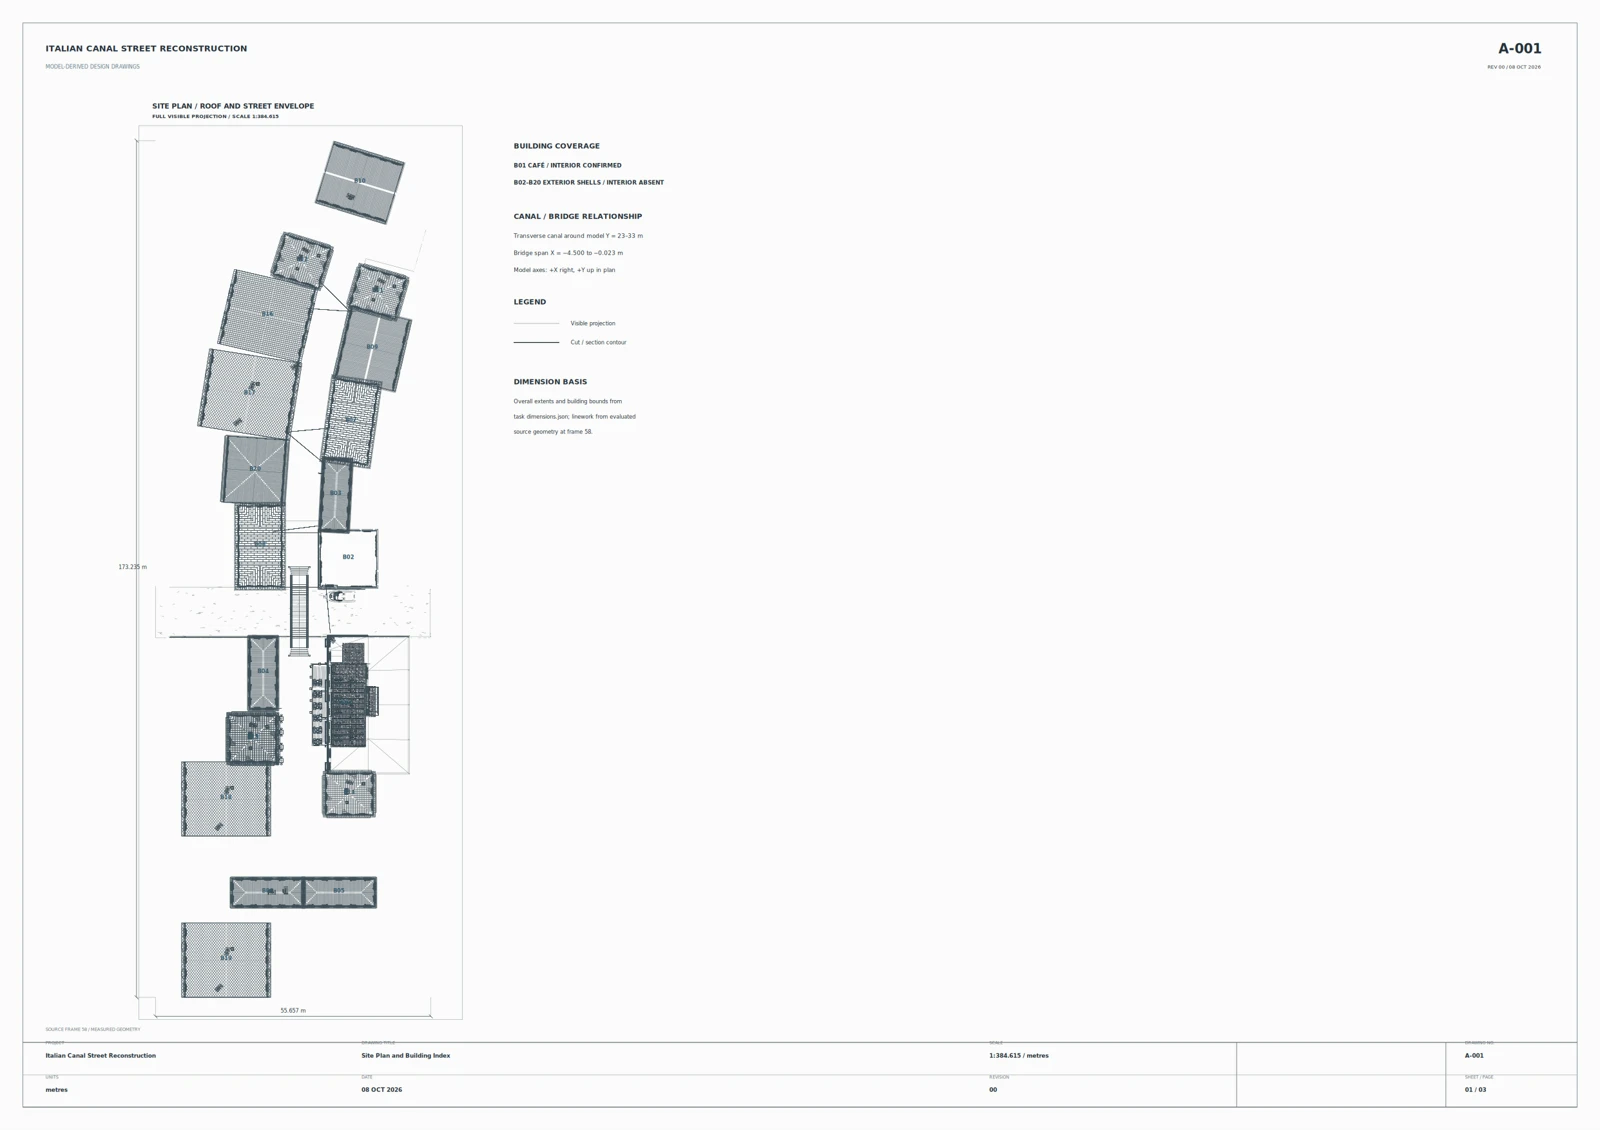 ITALIAN CANAL STREET RECONSTRUCTION
MODEL-DERIVED DESIGN DRAWINGS
A-001
REV 00 / 08 OCT 2026
SITE PLAN / ROOF AND STREET ENVELOPE
FULL VISIBLE PROJECTION / SCALE 1:384.615
BUILDING COVERAGE
B01 CAFÉ / INTERIOR CONFIRMED
B02-B20 EXTERIOR SHELLS / INTERIOR ABSENT
CANAL / BRIDGE RELATIONSHIP
Transverse canal around model Y = 23–33 m
Bridge span X = −4.500 to −0.023 m
Model axes: +X right, +Y up in plan
LEGEND
Visible projection
Cut / section contour
DIMENSION BASIS
Overall extents and building bounds from
task dimensions.json; linework from evaluated
source geometry at frame 58.
B10
B16
B09
B17
B20
B03
B02
173.235 m
B04
B18
B05
B19
55.657 m
SOURCE FRAME 58 / MEASURED GEOMETRY
PROJECT
Italian Canal Street Reconstruction
DRAWING TITLE
Site Plan and Building Index
SCALE
1:384.615 / metres
DRAWING NO.
A-001
UNITS
metres
DATE
08 OCT 2026
REVISION
00
SHEET / PAGE
01 / 03